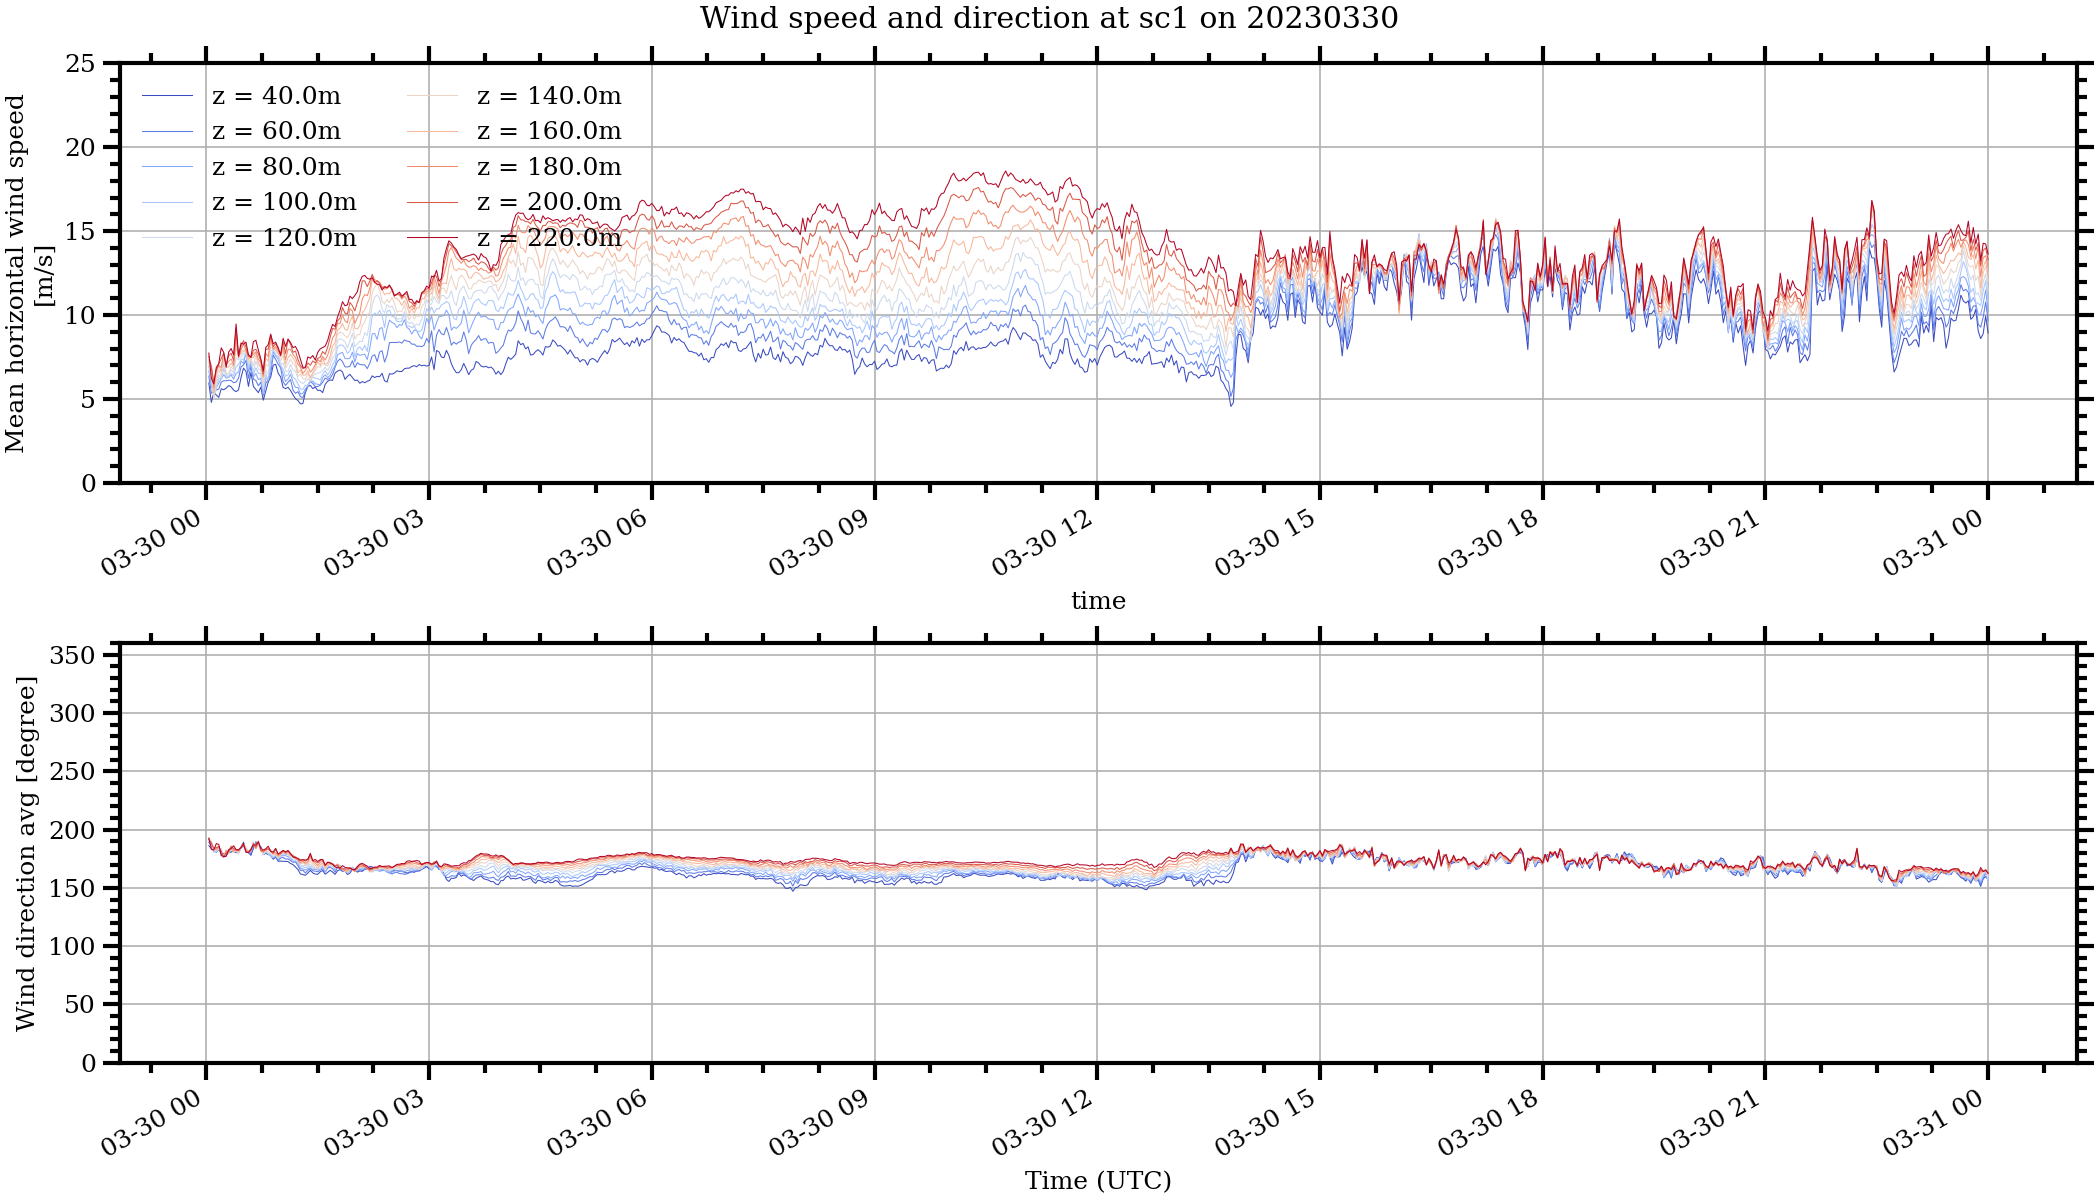 Wind speed and direction at sc1 on 20230330
Mean horizontal wind speed
[m/s]
25
20
15
10
5
0
z = 40.0m
z = 60.0m
z = 80.0m
z = 100.0m
z = 120.0m
z = 140.0m
z = 160.0m
z = 180.0m
z = 200.0m
z = 220.0m
03-30 00
03-30 03
03-30 06
03-30 09
03-30 12
03-30 15
03-30 18
03-30 21
03-31 00
time
Wind direction avg [degree]
350
300
250
200
150
100
50
0
03-30 00
03-30 03
03-30 06
03-30 09
03-30 12
03-30 15
03-30 18
03-30 21
03-31 00
Time (UTC)